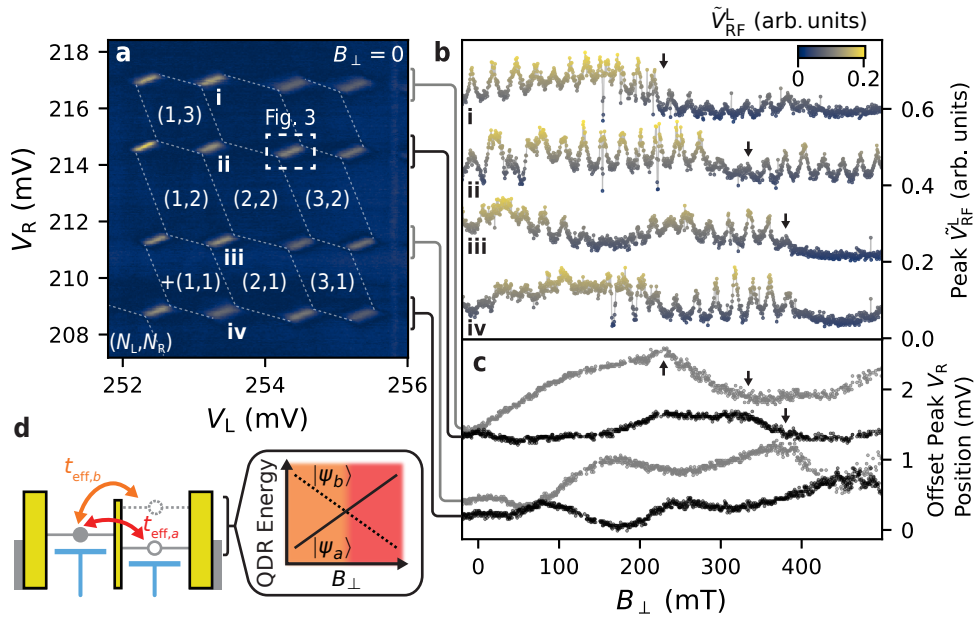 a
B⊥ = 0
218
216
214
212
210
208
V_R (mV)
i
(1,3)
Fig. 3
ii
(1,2)
(2,2)
(3,2)
iii
+(1,1)
(2,1)
(3,1)
iv
(N_L,N_R)
252
254
256
V_L (mV)
Ṽ_RF^L (arb. units)
0
0.2
b
i
ii
iii
iv
0.6
0.4
0.2
0.0
Peak Ṽ_RF^L (arb. units)
c
2
1
0
Offset Peak V_R
Position (mV)
0
100
200
300
400
B⊥ (mT)
d
t_eff,b
t_eff,a
QDR Energy
|ψ_b⟩
|ψ_a⟩
B⊥